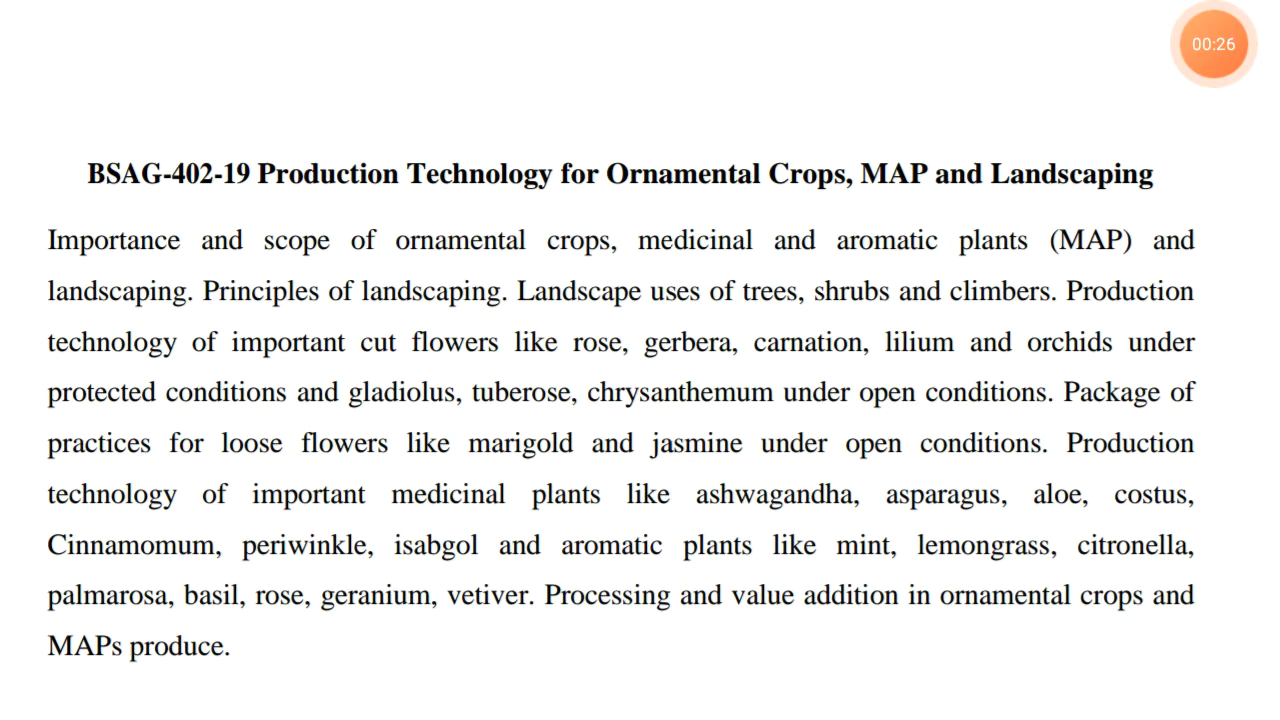 00:26
BSAG-402-19 Production Technology for Ornamental Crops, MAP and Landscaping
Importance and scope of ornamental crops, medicinal and aromatic plants (MAP) and
landscaping. Principles of landscaping. Landscape uses of trees, shrubs and climbers. Production
technology of important cut flowers like rose, gerbera, carnation, lilium and orchids under
protected conditions and gladiolus, tuberose, chrysanthemum under open conditions. Package of
practices for loose flowers like marigold and jasmine under open conditions. Production
technology of important medicinal plants like ashwagandha, asparagus, aloe, costus,
Cinnamomum, periwinkle, isabgol and aromatic plants like mint, lemongrass, citronella,
palmarosa, basil, rose, geranium, vetiver. Processing and value addition in ornamental crops and
MAPs produce.